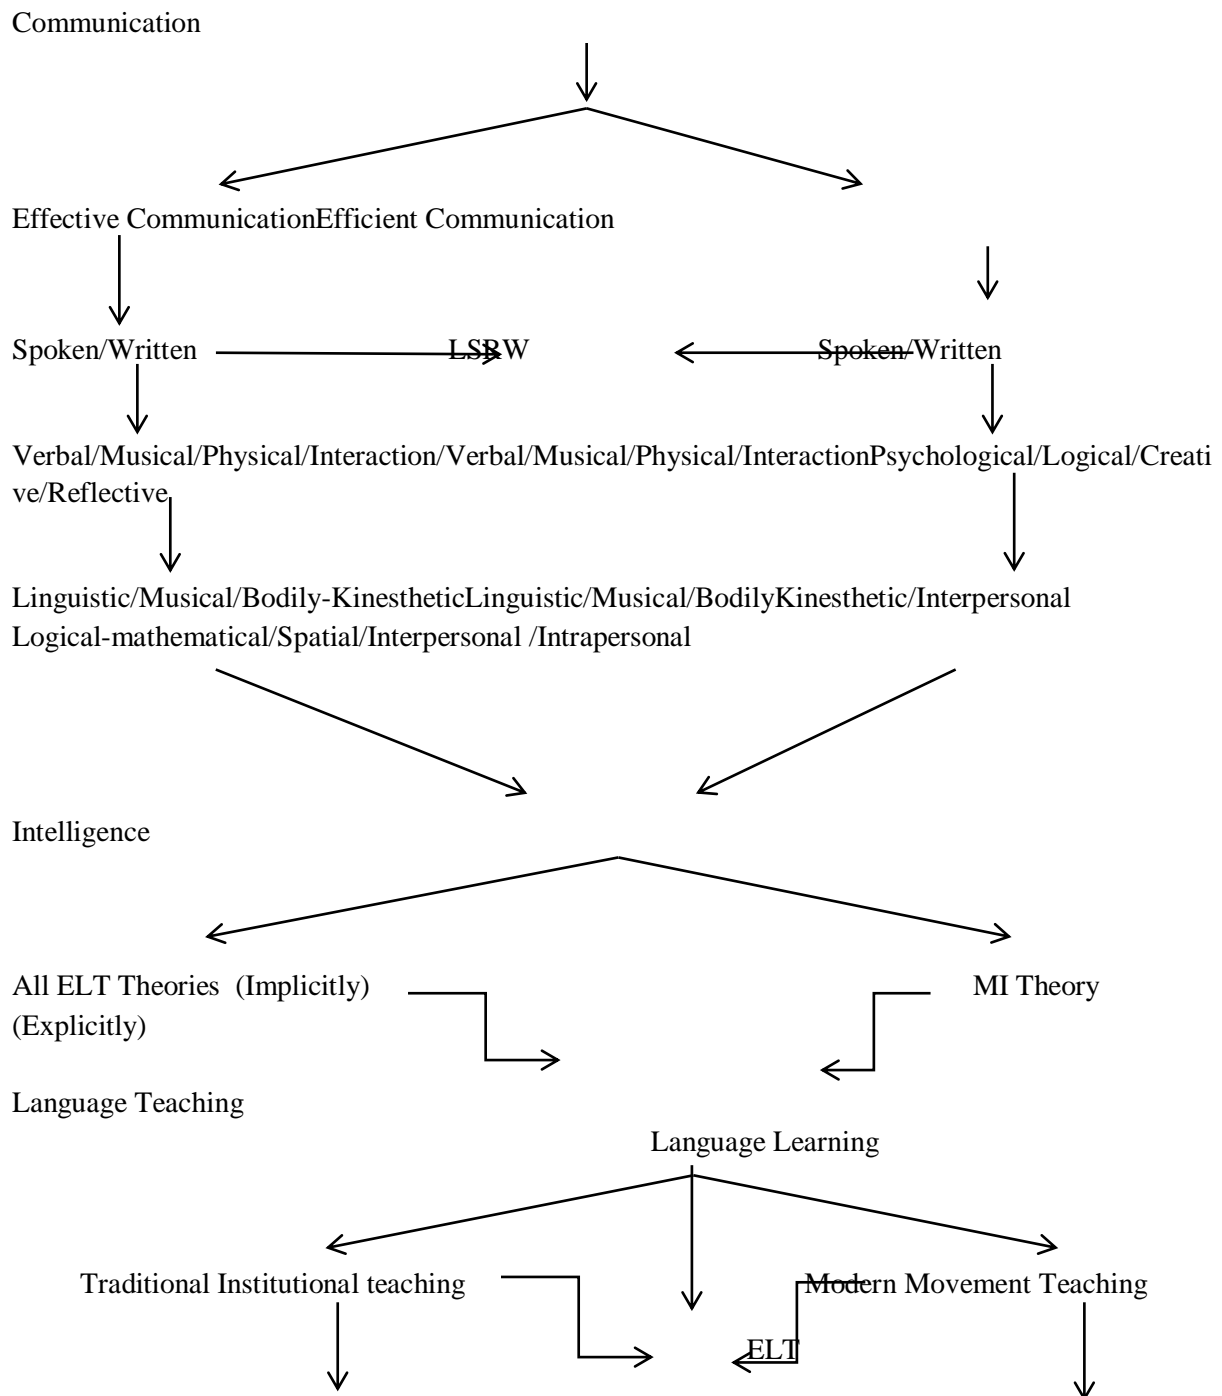 Communication
Effective CommunicationEfficient Communication
Spoken/Written LSRW Spoken/Written
Verbal/Musical/Physical/Interaction/Verbal/Musical/Physical/InteractionPsychological/Logical/Creati
ve/Reflective
Linguistic/Musical/Bodily-KinestheticLinguistic/Musical/BodilyKinesthetic/Interpersonal
Logical-mathematical/Spatial/Interpersonal /Intrapersonal
Intelligence
All ELT Theories (Implicitly) MI Theory
(Explicitly)
Language Teaching
Language Learning
Traditional Institutional teaching Modern Movement Teaching
ELT